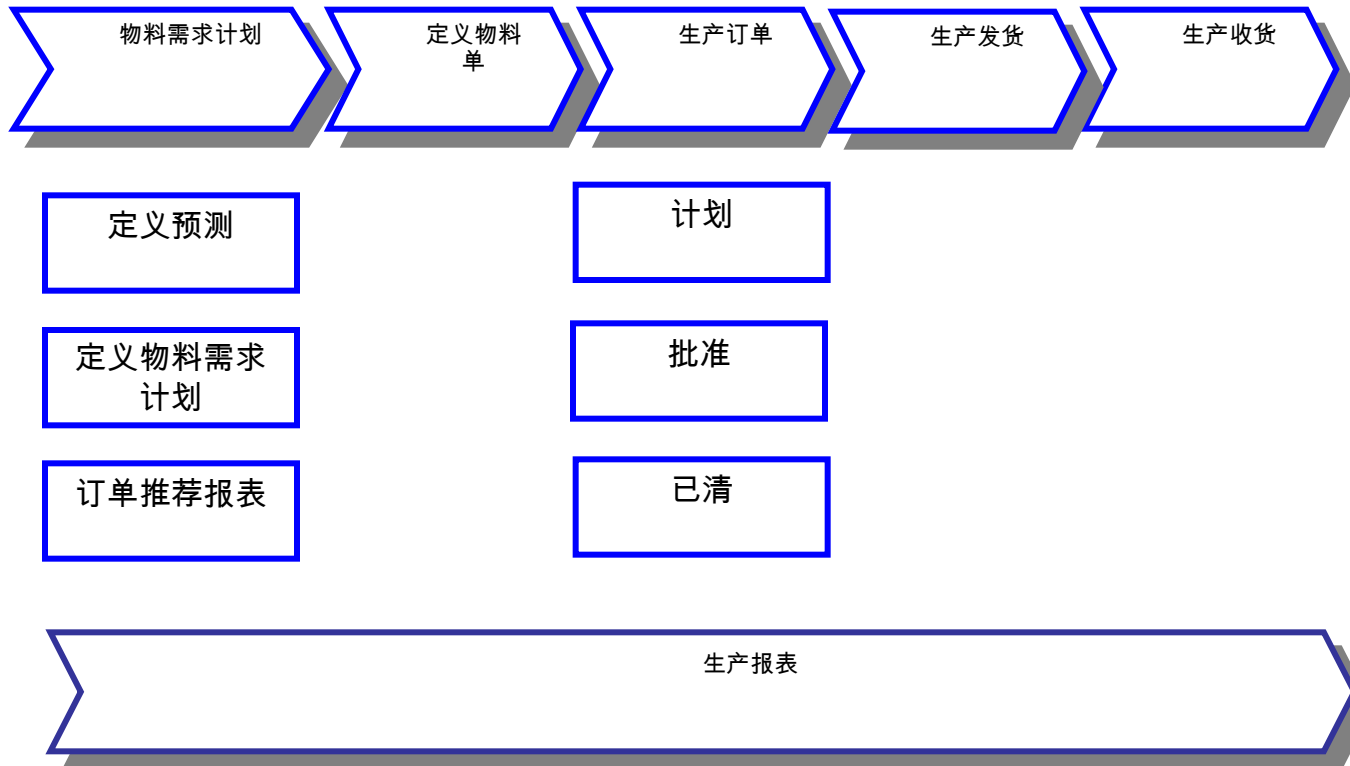 物料需求计划
定义物料
单
生产订单
生产发货
生产收货
定义预测
计划
定义物料需求
计划
批准
订单推荐报表
已清
生产报表